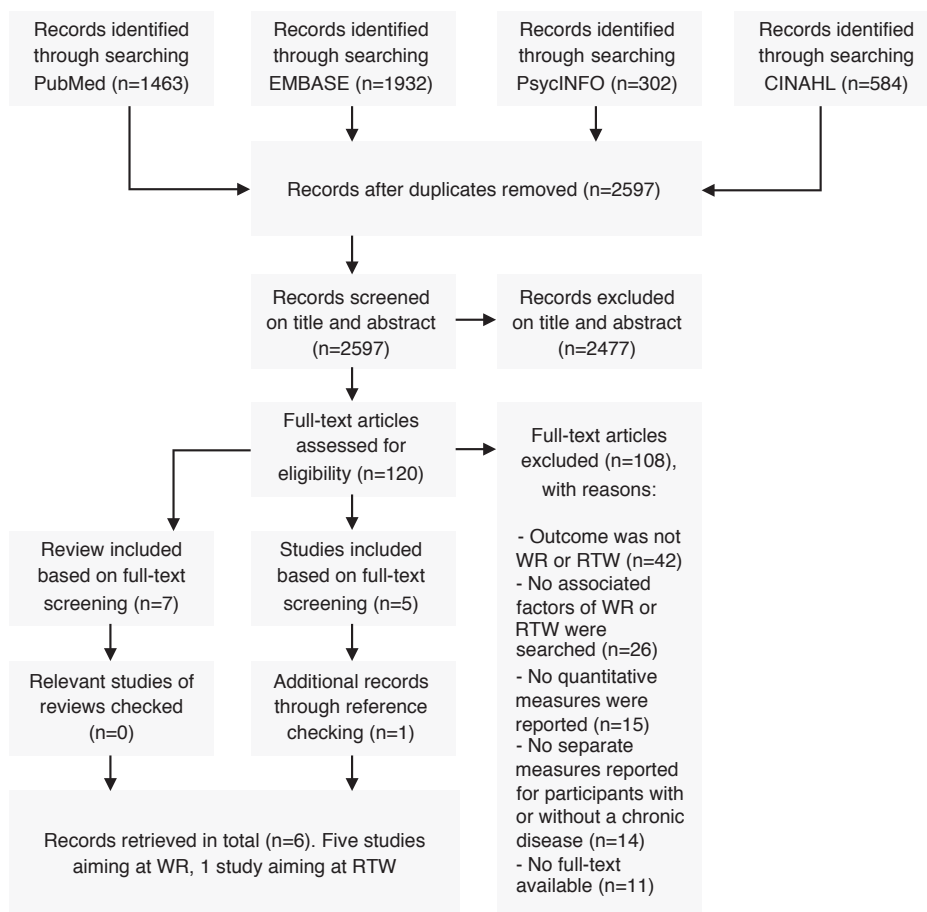 Records identified
through searching
PubMed (n=1463)
Records identified
through searching
EMBASE (n=1932)
Records identified
through searching
PsycINFO (n=302)
Records identified
through searching
CINAHL (n=584)
Records after duplicates removed (n=2597)
Records screened
on title and abstract
(n=2597)
Records excluded
on title and abstract
(n=2477)
Full-text articles
assessed for
eligibility (n=120)
Full-text articles
excluded (n=108),
with reasons:
- Outcome was not
WR or RTW (n=42)
- No associated
factors of WR or
RTW were
searched (n=26)
- No quantitative
measures were
reported (n=15)
- No separate
measures reported
for participants with
or without a chronic
disease (n=14)
- No full-text
available (n=11)
Review included
based on full-text
screening (n=7)
Studies included
based on full-text
screening (n=5)
Relevant studies of
reviews checked
(n=0)
Additional records
through reference
checking (n=1)
Records retrieved in total (n=6). Five studies
aiming at WR, 1 study aiming at RTW